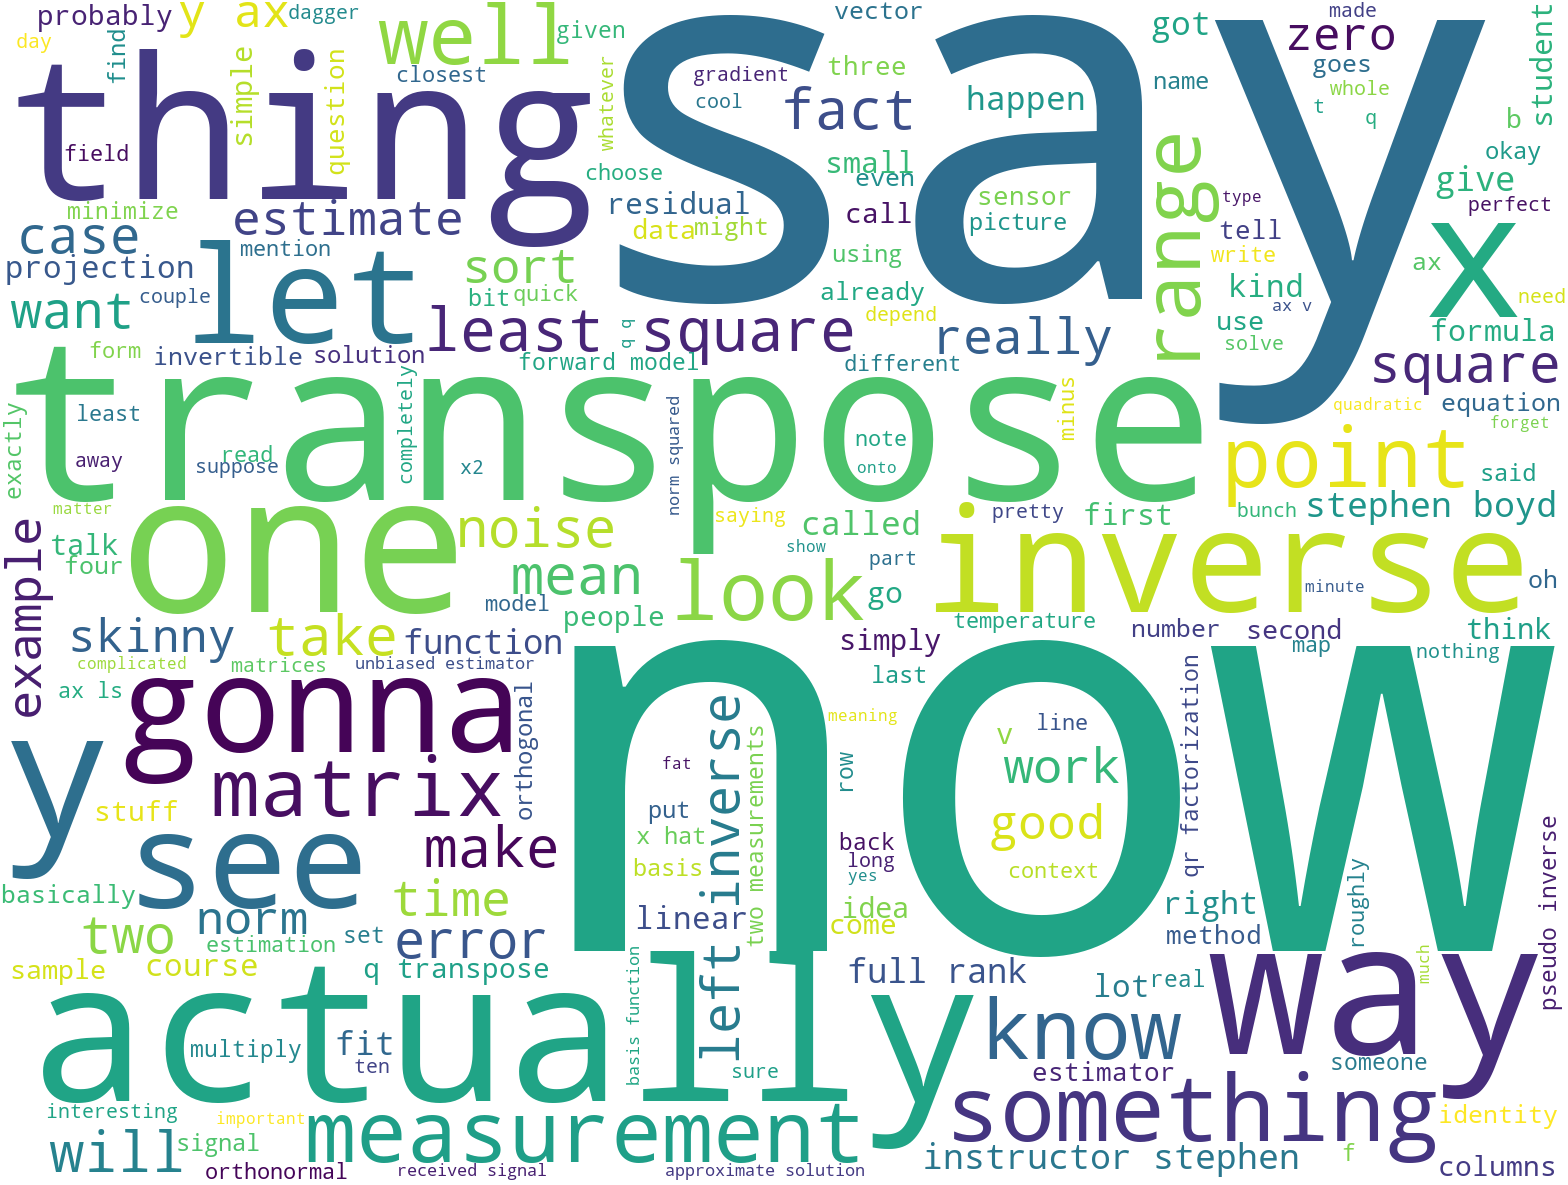 probably
y ax
dagger
well
given
vector
got
zero
made
day
find
simple
question
thing
closest
whatever
say
gradient
cool
three
fact
happen
name
goes
whole
t
q
b
student
field
choose
small
even
okay
minimize
estimate
residual
call
sensor
picture
range
type
give
perfect
case
mention
data
might
tell
x
projection
couple
let
sort
using
write
ax
want
bit
quick
already
kind
ax v
need
form
invertible
solution
least square
q q b
depend
really
use
solve
formula
forward model
different
square
transpose
completely
exactly
least
norm squared
minus
quadratic
equation
away
read
suppose
x2
note
onto
point
forget
said
matter
saying
called
pretty
first
bunch
stephen boyd
example
talk
four
one
noise
mean
look
show
part
inverse
minute
oh
model
go
skinny
take
function
people
simply
temperature
number
second
think
complicated
matrices
unbiased estimator
map
nothing
ax ls
gonna
orthogonal
now
last
y
matrix
left inverse
two measurements
meaning
row
v
line
qr factorization
fat
work
stuff
put
see
make
x hat
back
long
yes
good
roughly
pseudo inverse
basically
time
basis
context
norm
linear
idea
right
two
estimation
set
error
come
method
sample
course
q transpose
basis function
full rank
lot
real
way
much
actually
multiply
fit
ten
sure
know
estimator
someone
interesting
important
measurement
something
identity
will
signal
orthonormal
received signal
approximate solution
instructor stephen
f
columns